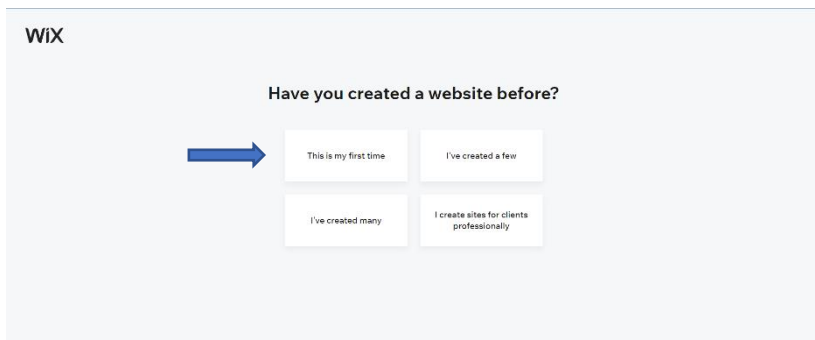 WiX
Have you created a website before?
This is my first time
I've created a few
I've created many
I create sites for clients
professionally